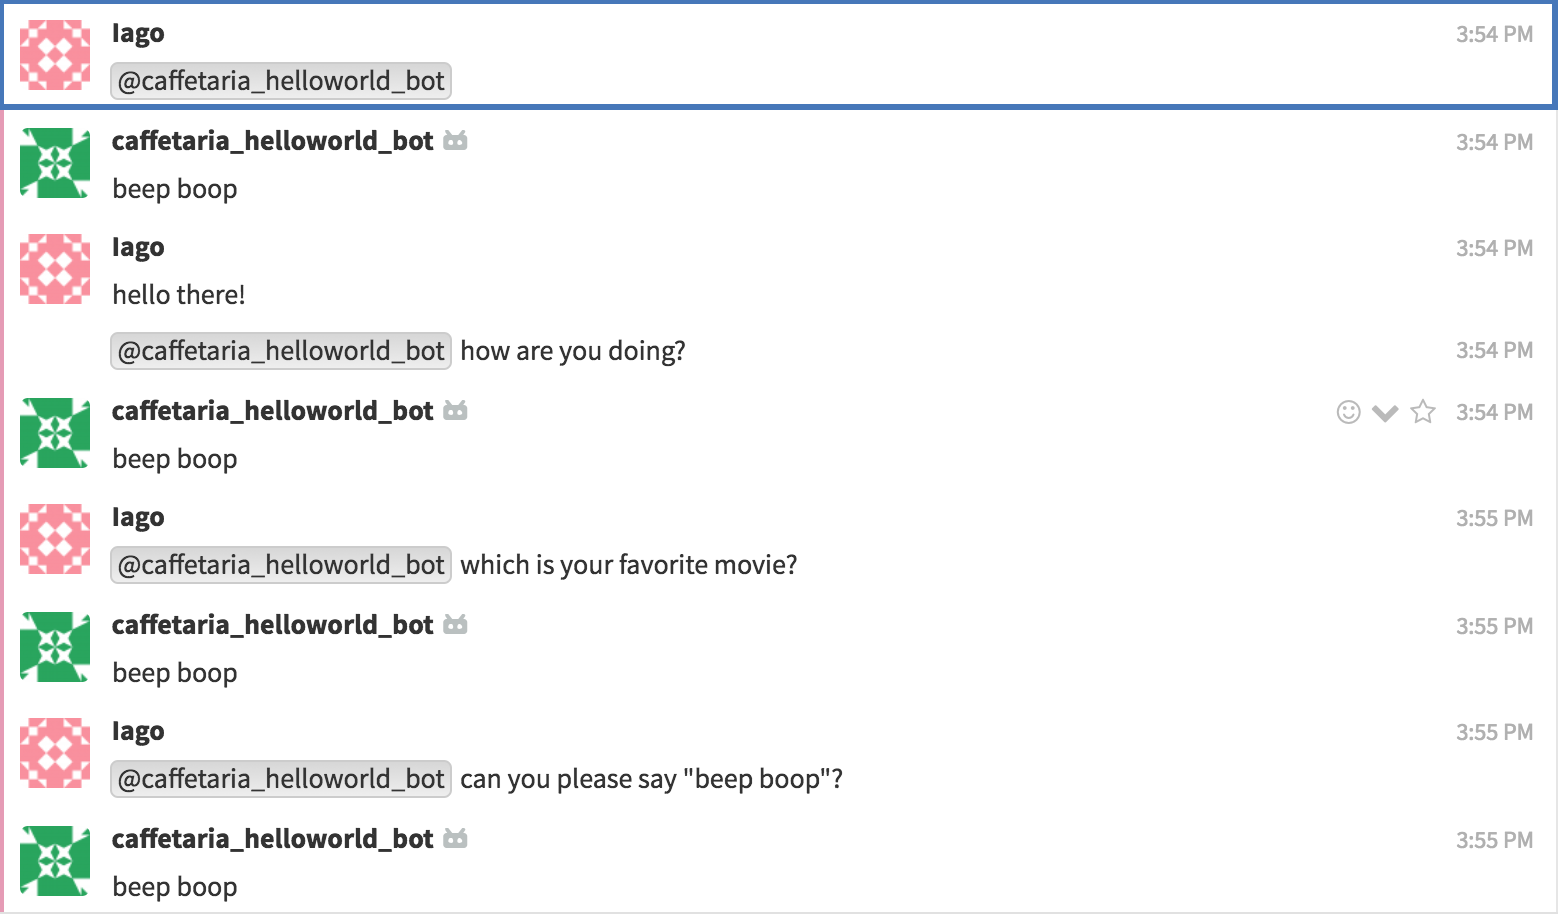 Iago 3:54 PM
@caffetaria_helloworld_bot
caffetaria_helloworld_bot 3:54 PM
beep boop
Iago 3:54 PM
hello there!
@caffetaria_helloworld_bot how are you doing? 3:54 PM
caffetaria_helloworld_bot 3:54 PM
beep boop
Iago 3:55 PM
@caffetaria_helloworld_bot which is your favorite movie?
caffetaria_helloworld_bot 3:55 PM
beep boop
Iago 3:55 PM
@caffetaria_helloworld_bot can you please say "beep boop"?
caffetaria_helloworld_bot 3:55 PM
beep boop